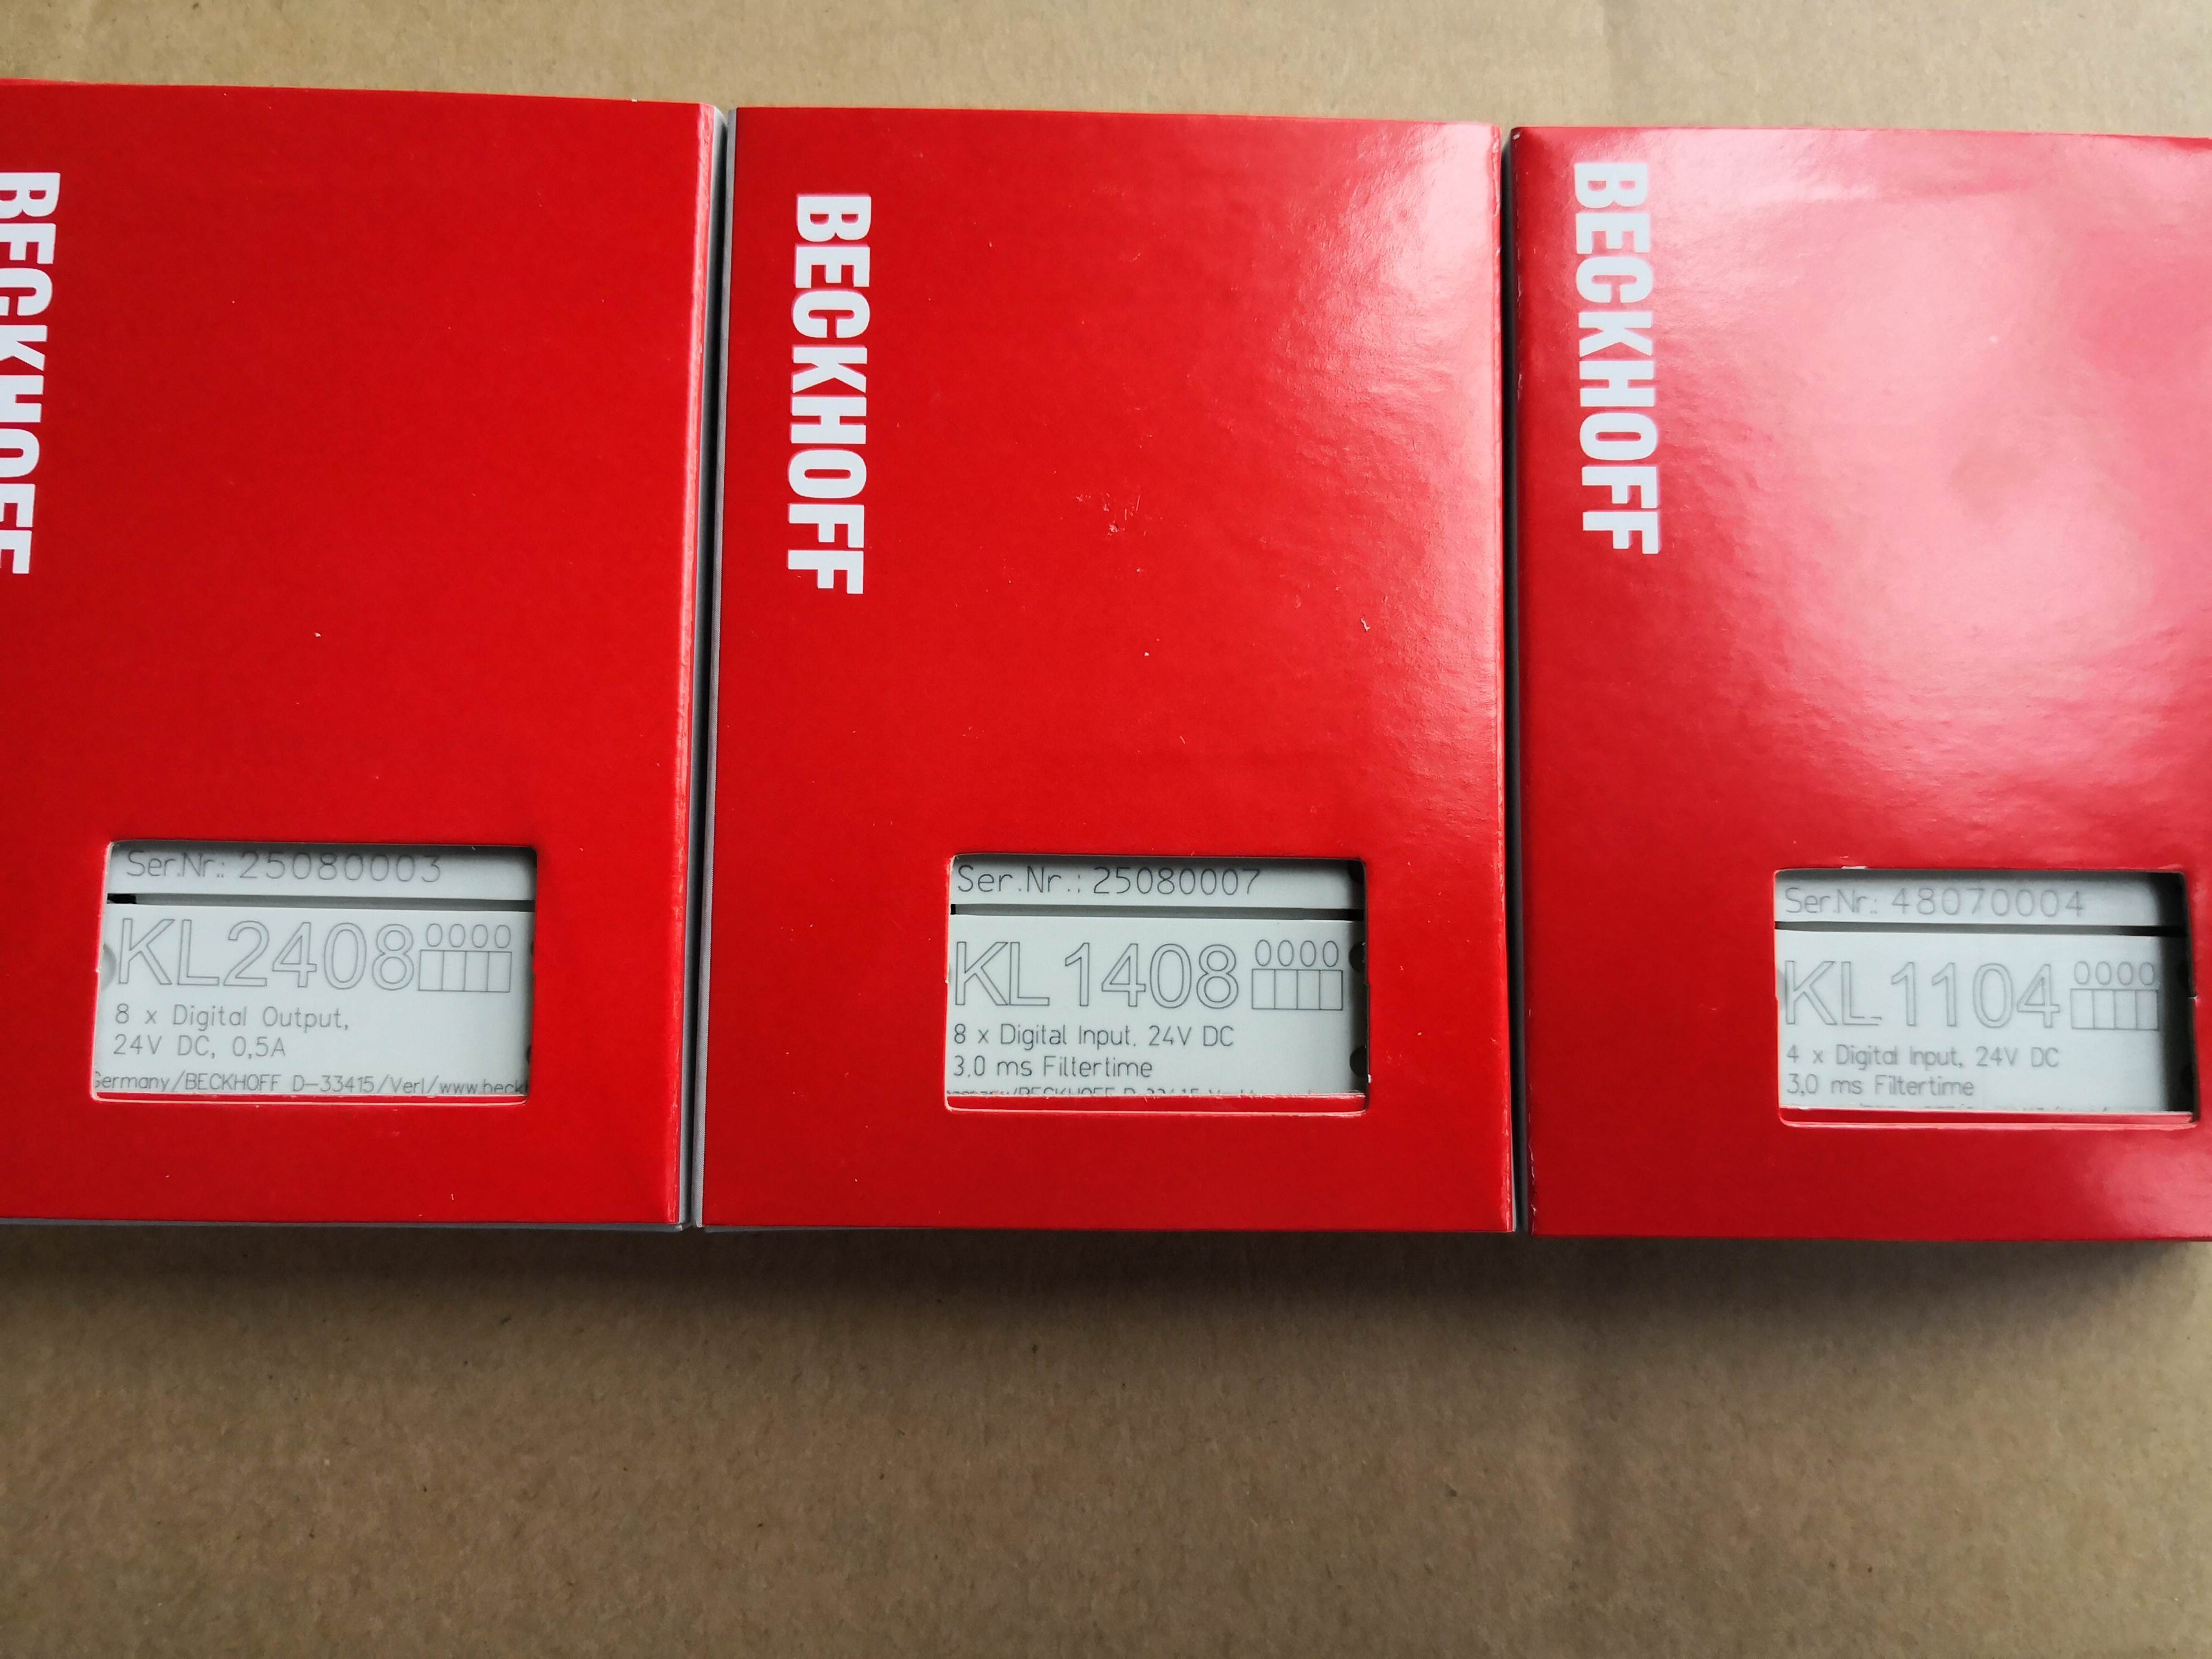 BECKHOFF
Ser.Nr.: 25080003
KL2408 0000
8 x Digital Output,
24V DC, 0,5A
Germany/BECKHOFF D-33415/Verl/www.beckh
BECKHOFF
Ser.Nr.: 25080007
KL1408 0000
8 x Digital Input, 24V DC
3.0 ms Filtertime
BECKHOFF
Ser.Nr.: 48070004
KL1104 0000
4 x Digital Input, 24V DC
3,0 ms Filtertime